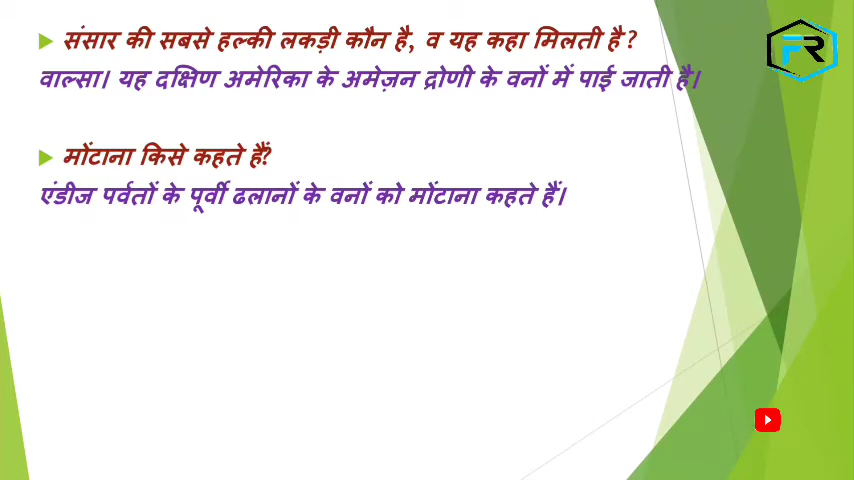 संसार की सबसे हल्की लकड़ी कौन है, व यह कहा मिलती है?
वाल्सा। यह दक्षिण अमेरिका के अमेज़न द्रोणी के वनों में पाई जाती है।
मोंटाना किसे कहते हैं?
एंडीज पर्वतों के पूर्वी ढलानों के वनों को मोंटाना कहते हैं।
FR